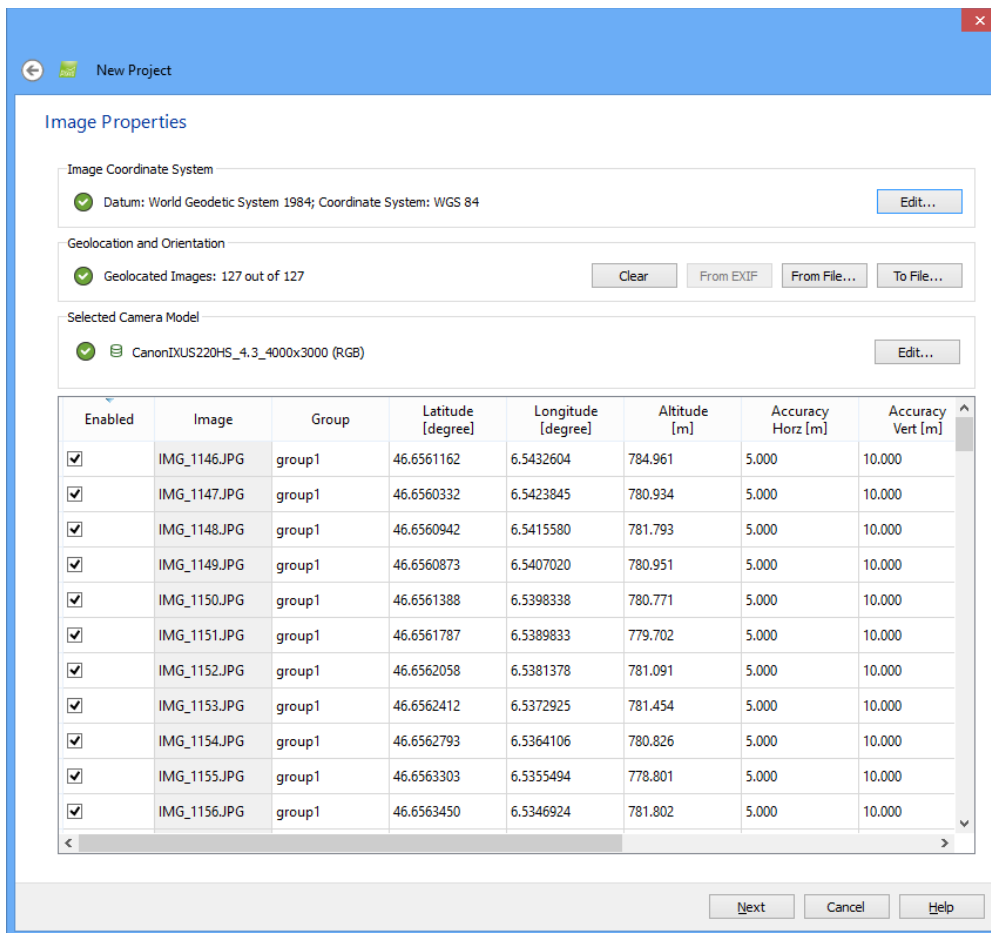 New Project
Image Properties
Image Coordinate System
Datum: World Geodetic System 1984; Coordinate System: WGS 84 Edit...
Geolocation and Orientation
Geolocated Images: 127 out of 127 Clear From EXIF From File... To File...
Selected Camera Model
CanonIXUS220HS_4.3_4000x3000 (RGB) Edit...
Enabled Image Group Latitude [degree] Longitude [degree] Altitude [m] Accuracy Horz [m] Accuracy Vert [m]
IMG_1146.JPG group1 46.6561162 6.5432604 784.961 5.000 10.000
IMG_1147.JPG group1 46.6560332 6.5423845 780.934 5.000 10.000
IMG_1148.JPG group1 46.6560942 6.5415580 781.793 5.000 10.000
IMG_1149.JPG group1 46.6560873 6.5407020 780.951 5.000 10.000
IMG_1150.JPG group1 46.6561388 6.5398338 780.771 5.000 10.000
IMG_1151.JPG group1 46.6561787 6.5389833 779.702 5.000 10.000
IMG_1152.JPG group1 46.6562058 6.5381378 781.091 5.000 10.000
IMG_1153.JPG group1 46.6562412 6.5372925 781.454 5.000 10.000
IMG_1154.JPG group1 46.6562793 6.5364106 780.826 5.000 10.000
IMG_1155.JPG group1 46.6563303 6.5355494 778.801 5.000 10.000
IMG_1156.JPG group1 46.6563450 6.5346924 781.802 5.000 10.000
Next Cancel Help